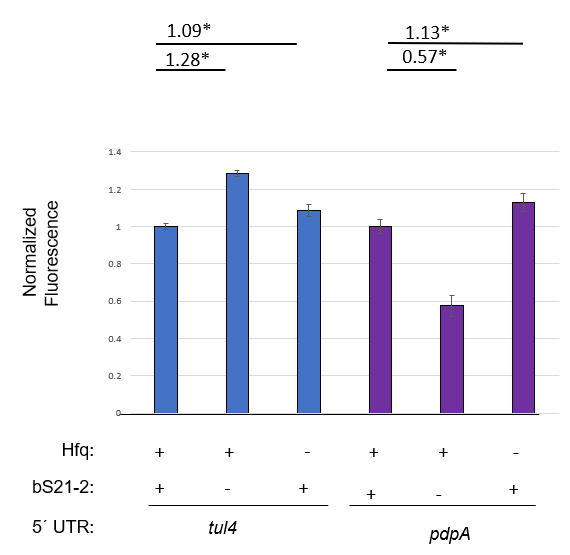 1.09*
1.13*
1.28*
0.57*
1.4
1.2
1
0.8
0.6
0.4
0.2
0
Normalized
Fluorescence
Hfq: + + - + + -
bS21-2: + - + + - +
5´ UTR: tul4 pdpA